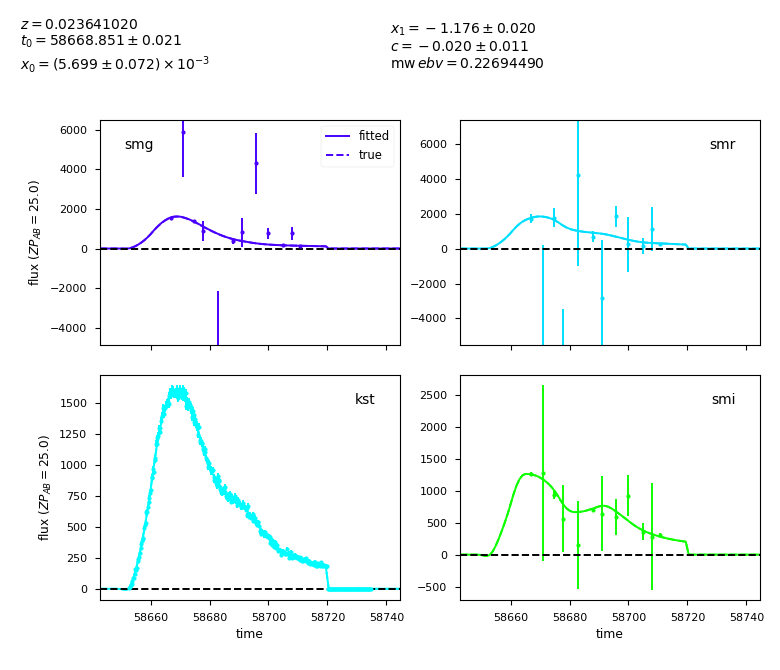 z = 0.023641020
t₀ = 58668.851 ± 0.021
x₀ = (5.699 ± 0.072) × 10⁻³
x₁ = −1.176 ± 0.020
c = −0.020 ± 0.011
mw ebv = 0.22694490
smg
fitted
true
6000
4000
2000
0
−2000
−4000
flux (ZP_AB = 25.0)
smr
6000
4000
2000
0
−2000
−4000
kst
1500
1250
1000
750
500
250
0
flux (ZP_AB = 25.0)
58660 58680 58700 58720 58740
time
smi
2500
2000
1500
1000
500
0
−500
58660 58680 58700 58720 58740
time